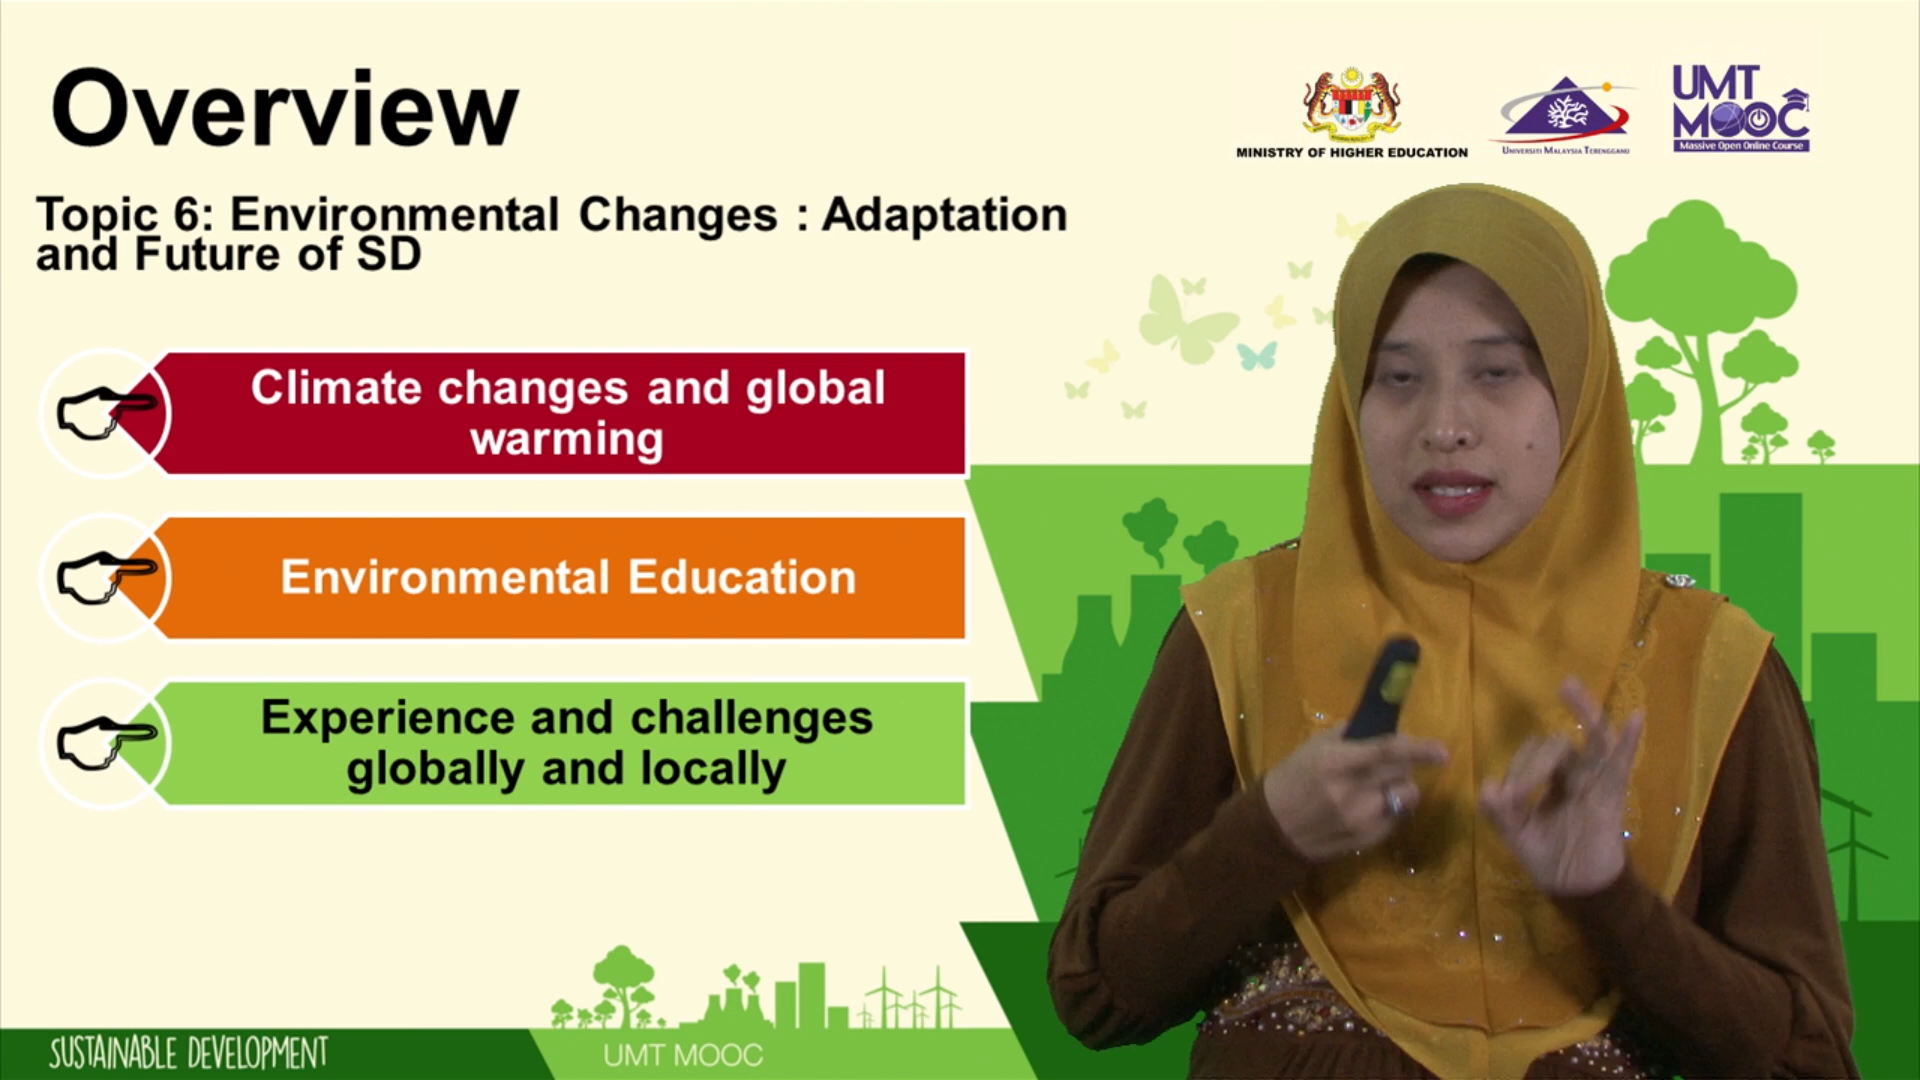 Overview
MINISTRY OF HIGHER EDUCATION
UNIVERSITI MALAYSIA TERENGGANU
UMT
MOOC
Massive Open Online Course
Topic 6: Environmental Changes : Adaptation
and Future of SD
Climate changes and global
warming
Environmental Education
Experience and challenges
globally and locally
SUSTAINABLE DEVELOPMENT
UMT MOOC